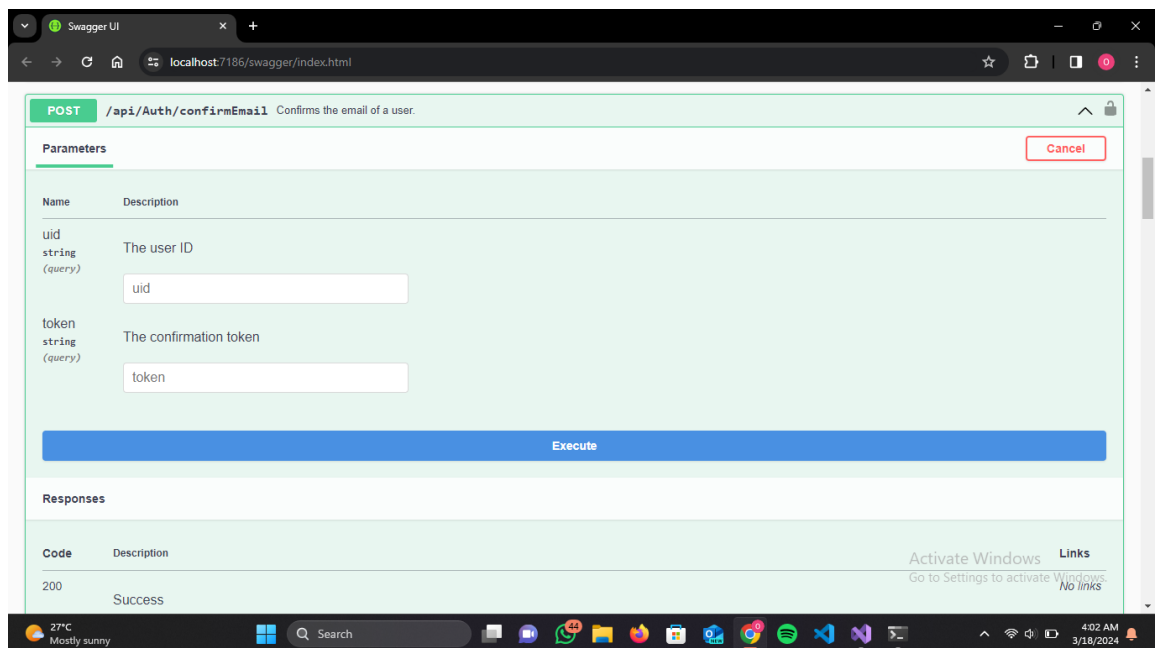 Swagger UI
localhost:7186/swagger/index.html
POST /api/Auth/confirmEmail Confirms the email of a user.
Parameters
Cancel
Name Description
uid
string
(query)
The user ID
uid
token
string
(query)
The confirmation token
token
Execute
Responses
Code Description Links
200 Success No links
Activate Windows
Go to Settings to activate Windows.
27°C
Mostly sunny
Search
44
4:02 AM
3/18/2024